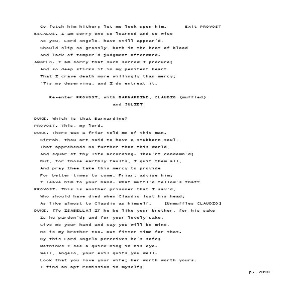 Go fetch him hither; let me look upon him.      Exit PROVOST
ESCALUS. I am sorry one so learned and so wise
As you, Lord Angelo, have still appear'd,
Should slip so grossly, both in the heat of blood
And lack of temper'd judgment afterward.
ANGELO. I am sorry that such sorrow I procure;
And so deep sticks it in my penitent heart
That I crave death more willingly than mercy;
'Tis my deserving, and I do entreat it.
Re-enter PROVOST, with BARNARDINE, CLAUDIO (muffled)
and JULIET
DUKE. Which is that Barnardine?
PROVOST. This, my lord.
DUKE. There was a friar told me of this man.
Sirrah, thou art said to have a stubborn soul
That apprehends no further than this world,
And squar'st thy life according. Thou'rt condemn'd;
But, for those earthly faults, I quit them all,
And pray thee take this mercy to provide
For better times to come. Friar, advise him;
I leave him to your hand. What muffl'd fellow's that?
PROVOST. This is another prisoner that I sav'd,
Who should have died when Claudio lost his head;
As like almost to Claudio as himself.    [Unmuffles CLAUDIO]
DUKE. [To ISABELLA] If he be like your brother, for his sake
Is he pardon'd; and for your lovely sake,
Give me your hand and say you will be mine,
He is my brother too. But fitter time for that.
By this Lord Angelo perceives he's safe;
Methinks I see a quick'ning in his eye.
Well, Angelo, your evil quits you well.
Look that you love your wife; her worth worth yours.
I find an apt remission in myself;